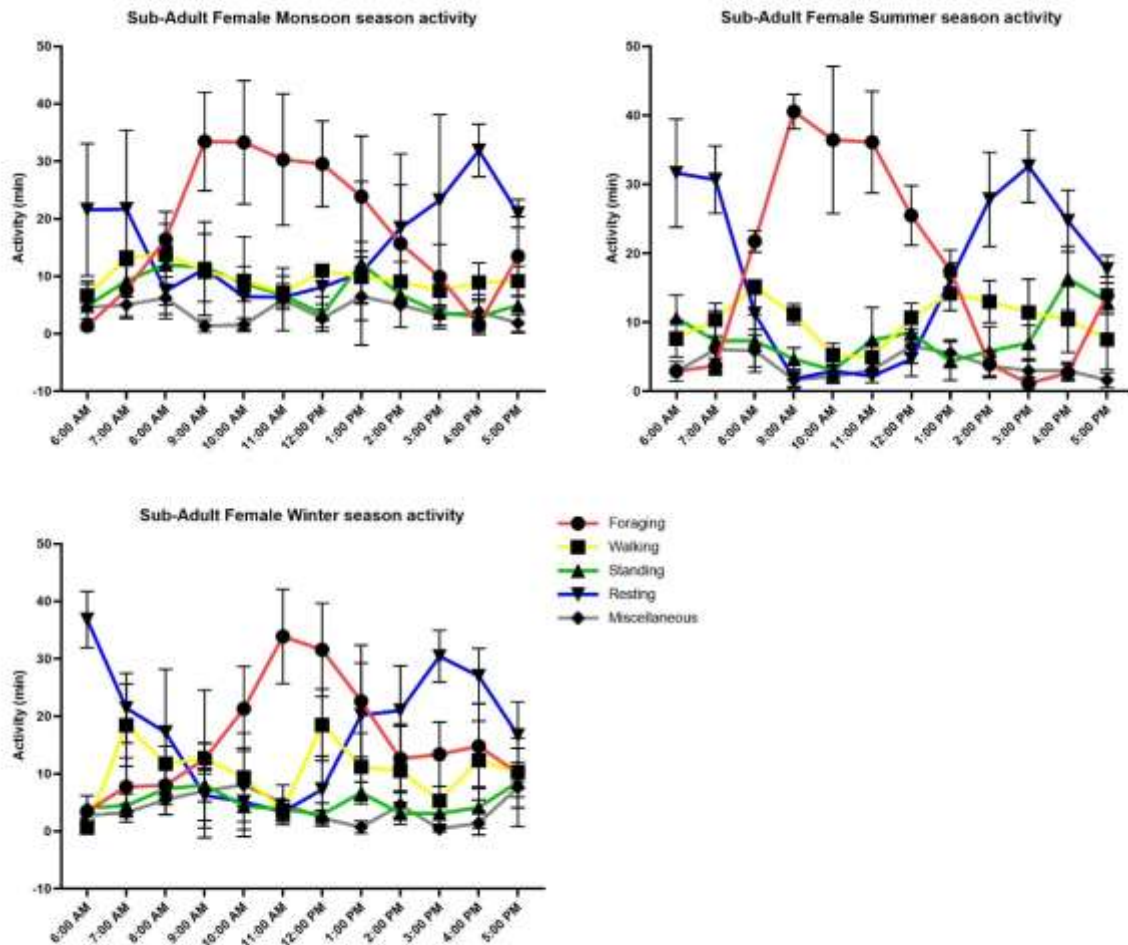 Sub-Adult Female Monsoon season activity
Activity (min)
50
40
30
20
10
0
-10
6:00 AM
7:00 AM
8:00 AM
9:00 AM
10:00 AM
11:00 AM
12:00 PM
1:00 PM
2:00 PM
3:00 PM
4:00 PM
5:00 PM
Sub-Adult Female Summer season activity
Activity (min)
50
40
30
20
10
0
6:00 AM
7:00 AM
8:00 AM
9:00 AM
10:00 AM
11:00 AM
12:00 PM
1:00 PM
2:00 PM
3:00 PM
4:00 PM
5:00 PM
Sub-Adult Female Winter season activity
Activity (min)
50
40
30
20
10
0
-10
6:00 AM
7:00 AM
8:00 AM
9:00 AM
10:00 AM
11:00 AM
12:00 PM
1:00 PM
2:00 PM
3:00 PM
4:00 PM
5:00 PM
Foraging
Walking
Standing
Resting
Miscellaneous